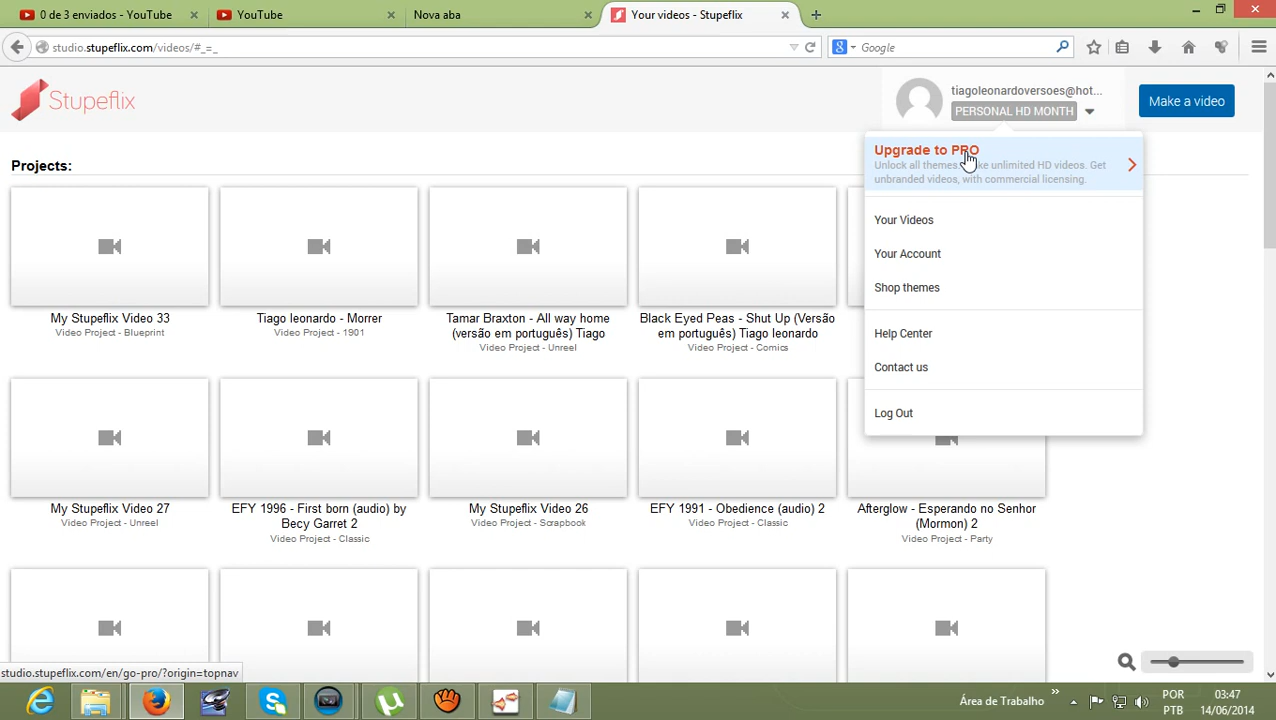 0 de 3 enviados - YouTube
YouTube
Nova aba
Your videos - Stupeflix
studio.stupeflix.com/videos/#_=_
Google
Stupeflix
tiagoleonardoversoes@hot...
PERSONAL HD MONTH
Make a video
Upgrade to PRO
Unlock all themes, ke unlimited HD videos. Get
unbranded videos, with commercial licensing.
Your Videos
Your Account
Shop themes
Help Center
Contact us
Log Out
Projects:
My Stupeflix Video 33
Video Project - Blueprint
Tiago leonardo - Morrer
Video Project - 1901
Tamar Braxton - All way home
(versão em português) Tiago
Video Project - Unreel
Black Eyed Peas - Shut Up (Versão
em português) Tiago leonardo
Video Project - Comics
My Stupeflix Video 27
Video Project - Unreel
EFY 1996 - First born (audio) by
Becy Garret 2
Video Project - Classic
My Stupeflix Video 26
Video Project - Scrapbook
EFY 1991 - Obedience (audio) 2
Video Project - Classic
Afterglow - Esperando no Senhor
(Mormon) 2
Video Project - Party
studio.stupeflix.com/en/go-pro/?origin=topnav
Área de Trabalho
POR
PTB
03:47
14/06/2014